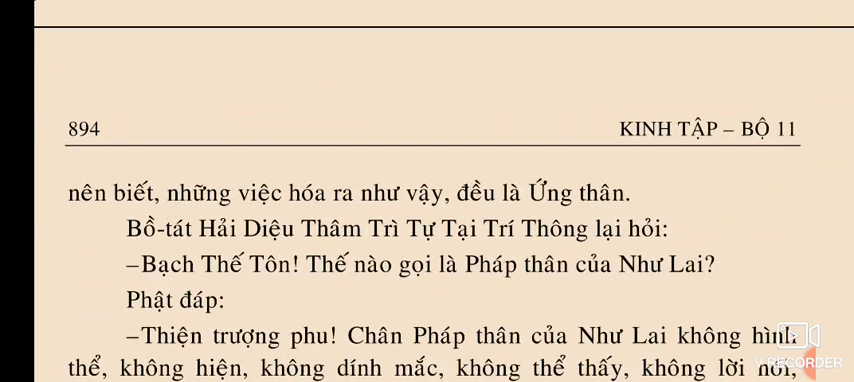 894 KINH TẬP – BỘ 11
nên biết, những việc hóa ra như vậy, đều là Ứng thân.
Bồ-tát Hải Diệu Thâm Trì Tự Tại Trí Thông lại hỏi:
–Bạch Thế Tôn! Thế nào gọi là Pháp thân của Như Lai?
Phật đáp:
–Thiện trượng phu! Chân Pháp thân của Như Lai không hình
thể, không hiện, không dính mắc, không thể thấy, không lời nói,
V RECORDER